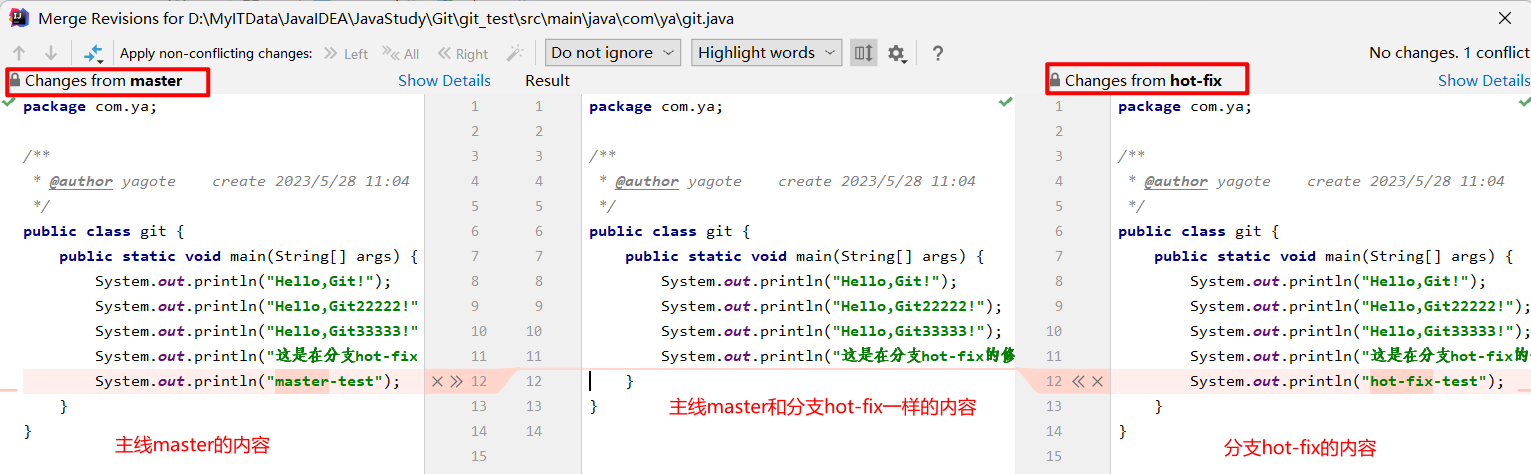 Merge Revisions for D:\MyITData\JavaIDEA\JavaStudy\Git\git_test\src\main\java\com\ya\git.java
Apply non-conflicting changes: Left All Right Do not ignore Highlight words ? No changes. 1 conflict
Changes from master Show Details
package com.ya; 1
2
/** 3
* @author yagote create 2023/5/28 11:04 4
*/ 5
public class git { 6
public static void main(String[] args) { 7
System.out.println("Hello,Git!"); 8
System.out.println("Hello,Git22222!" 9
System.out.println("Hello,Git33333!" 10
System.out.println("这是在分支hot-fix 11
System.out.println("master-test"); 12
} 13
} 14
15
主线master的内容
Result
1 package com.ya;
2
3 /**
4 * @author yagote create 2023/5/28 11:04
5 */
6 public class git {
7 public static void main(String[] args) {
8 System.out.println("Hello,Git!");
9 System.out.println("Hello,Git22222!");
10 System.out.println("Hello,Git33333!");
11 System.out.println("这是在分支hot-fix的修
12 }
13 }
14
主线master和分支hot-fix一样的内容
Changes from hot-fix Show Details
1 package com.ya;
2
3 /**
4 * @author yagote create 2023/5/28 11:04
5 */
6 public class git {
7 public static void main(String[] args) {
8 System.out.println("Hello,Git!");
9 System.out.println("Hello,Git22222!");
10 System.out.println("Hello,Git33333!");
11 System.out.println("这是在分支hot-fix的
12 System.out.println("hot-fix-test");
13 }
14 }
15
分支hot-fix的内容